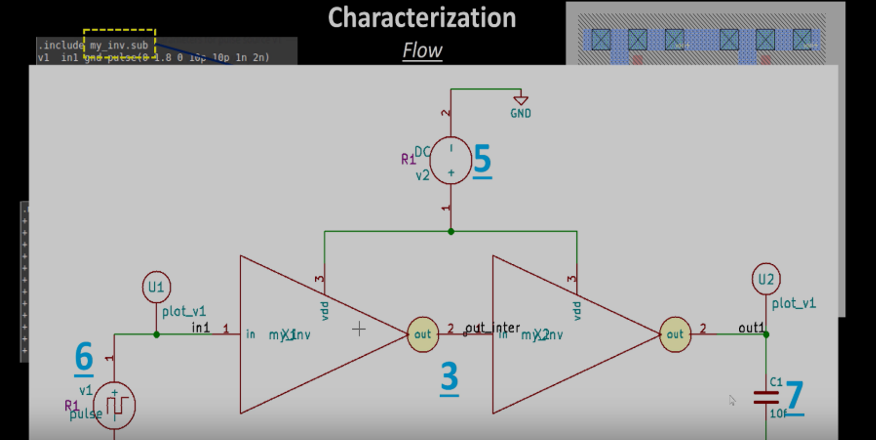 Characterization
Flow
.include my_inv.sub
v1 in1 gnd pulse(0 1.8 0 10p 10p 1n 2n)
GND
2
R1 DC
v2
5
1
U1
plot_v1
U2
plot_v1
3
vdd
3
vdd
in1 1
in my_inv
X1
out
2 out_inter
in my_inv
X2
out
2 out1
6
1
v1
R1
pulse
3
C1
7